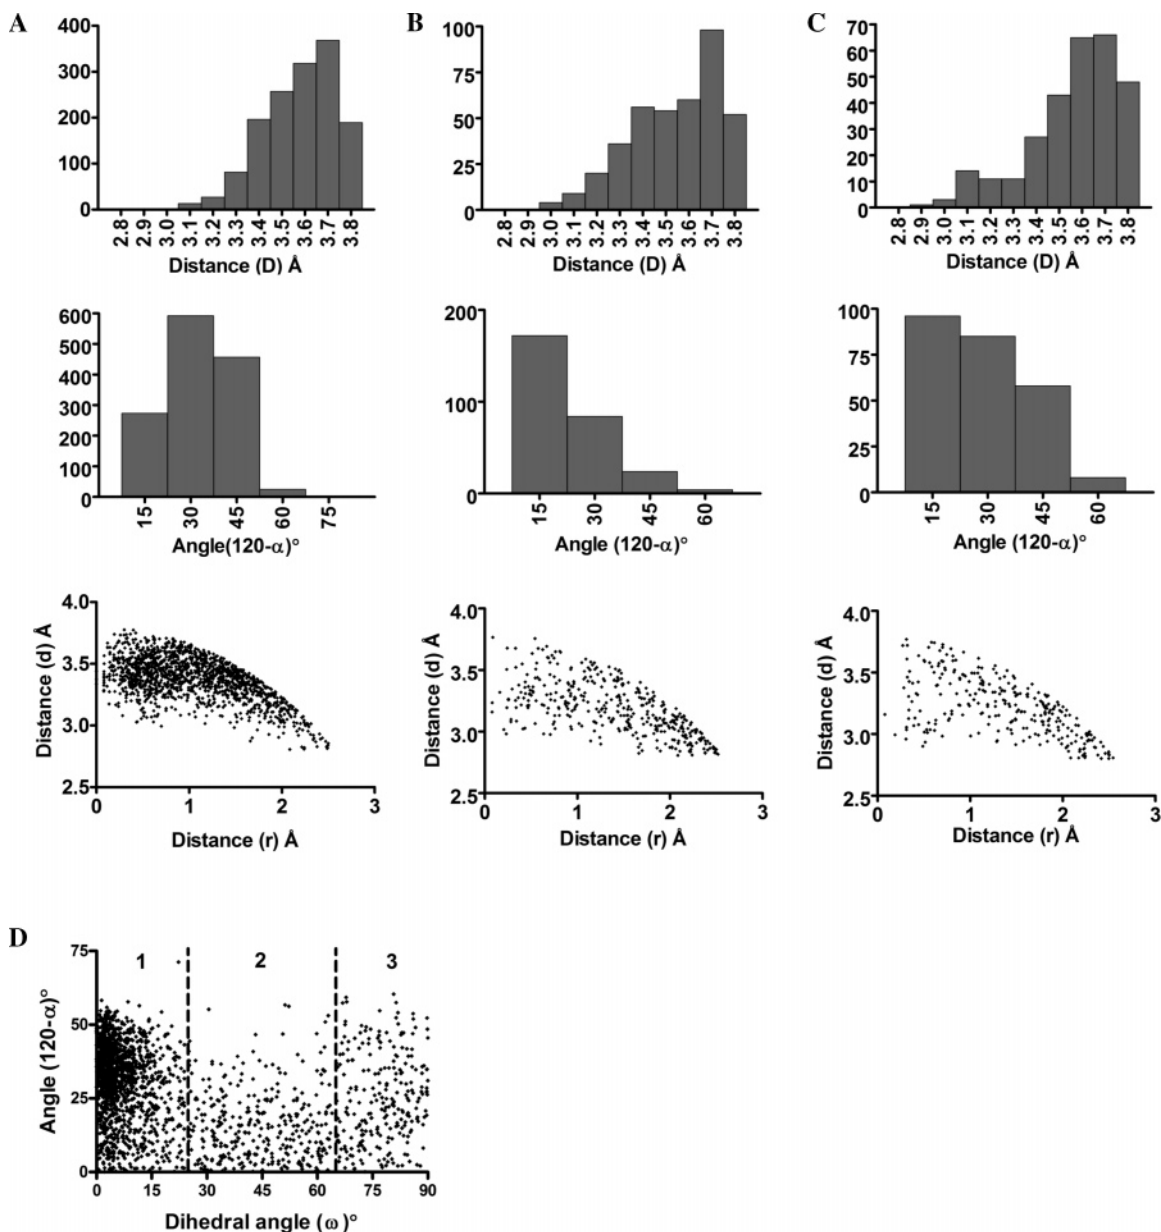 A
B
C
400
300
200
100
0
2.8 2.9 3.0 3.1 3.2 3.3 3.4 3.5 3.6 3.7 3.8
Distance (D) Å
100
75
50
25
0
2.8 2.9 3.0 3.1 3.2 3.3 3.4 3.5 3.6 3.7 3.8
Distance (D) Å
70
60
50
40
30
20
10
0
2.8 2.9 3.0 3.1 3.2 3.3 3.4 3.5 3.6 3.7 3.8
Distance (D) Å
600
500
400
300
200
100
0
15 30 45 60 75
Angle(120-α)°
200
100
0
15 30 45 60
Angle (120-α)°
100
75
50
25
0
15 30 45 60
Angle (120-α)°
4.0
3.5
3.0
2.5
Distance (d) Å
0 1 2 3
Distance (r) Å
4.0
3.5
3.0
2.5
Distance (d) Å
0 1 2 3
Distance (r) Å
4.0
3.5
3.0
2.5
Distance (d) Å
0 1 2 3
Distance (r) Å
D
75
50
25
0
Angle (120-α)°
1 2 3
0 15 30 45 60 75 90
Dihedral angle (ω)°